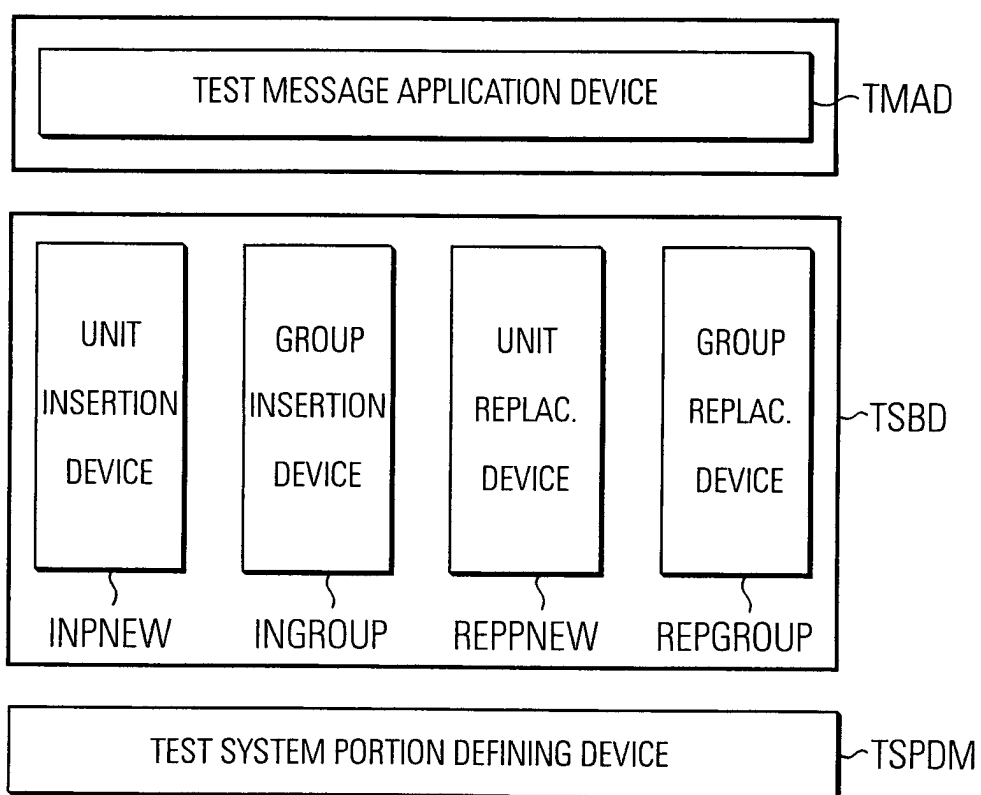 TEST MESSAGE APPLICATION DEVICE
TMAD
UNIT
INSERTION
DEVICE
GROUP
INSERTION
DEVICE
UNIT
REPLAC.
DEVICE
GROUP
REPLAC.
DEVICE
TSBD
INPNEW
INGROUP
REPPNEW
REPGROUP
TEST SYSTEM PORTION DEFINING DEVICE
TSPDM